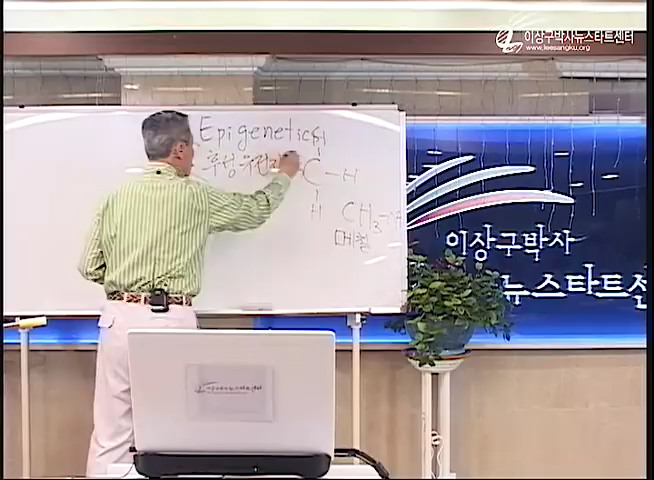 이상구박사뉴스타트센터
www.leesangku.org
Epigenetics
후성유전
H
C - H
H
CH₃-
메칠
이상구박사
뉴스타트센